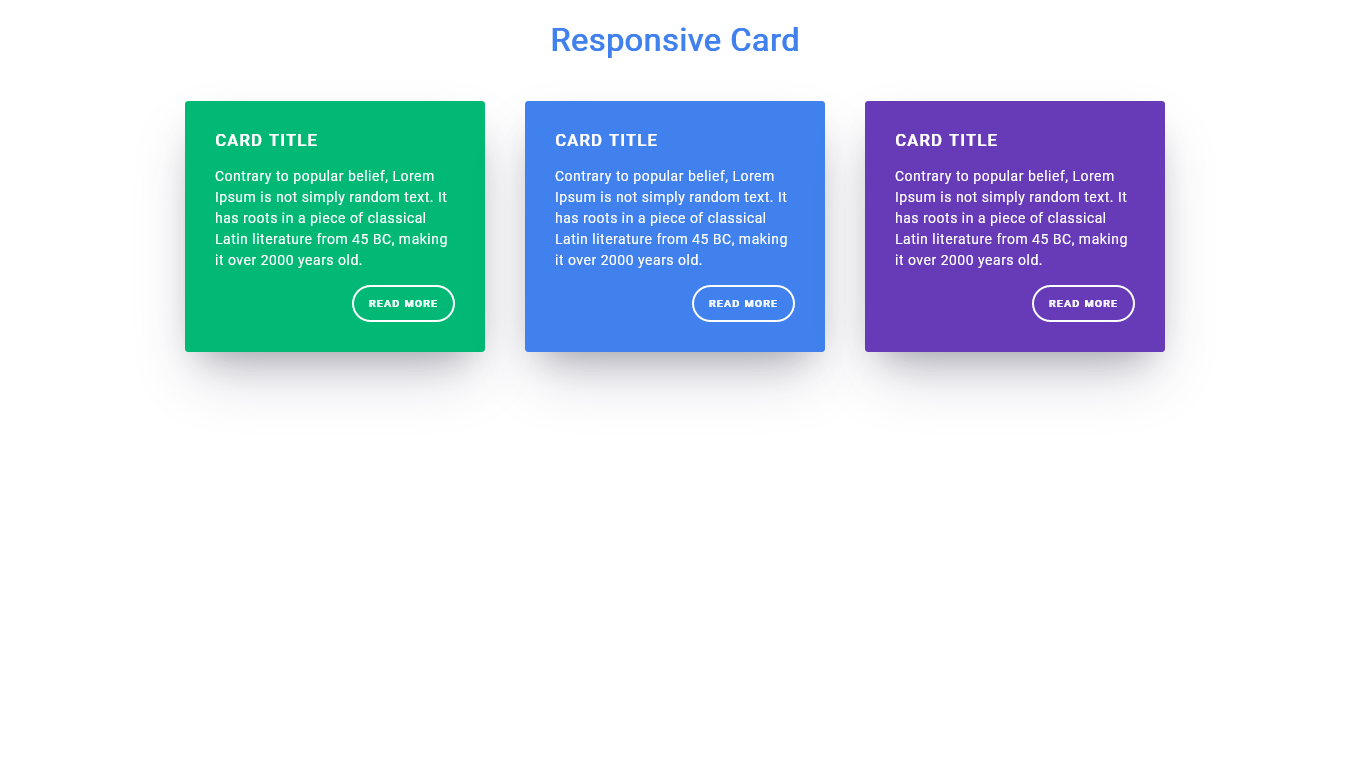 Responsive Card
CARD TITLE
Contrary to popular belief, Lorem
Ipsum is not simply random text. It
has roots in a piece of classical
Latin literature from 45 BC, making
it over 2000 years old.
READ MORE
CARD TITLE
Contrary to popular belief, Lorem
Ipsum is not simply random text. It
has roots in a piece of classical
Latin literature from 45 BC, making
it over 2000 years old.
READ MORE
CARD TITLE
Contrary to popular belief, Lorem
Ipsum is not simply random text. It
has roots in a piece of classical
Latin literature from 45 BC, making
it over 2000 years old.
READ MORE